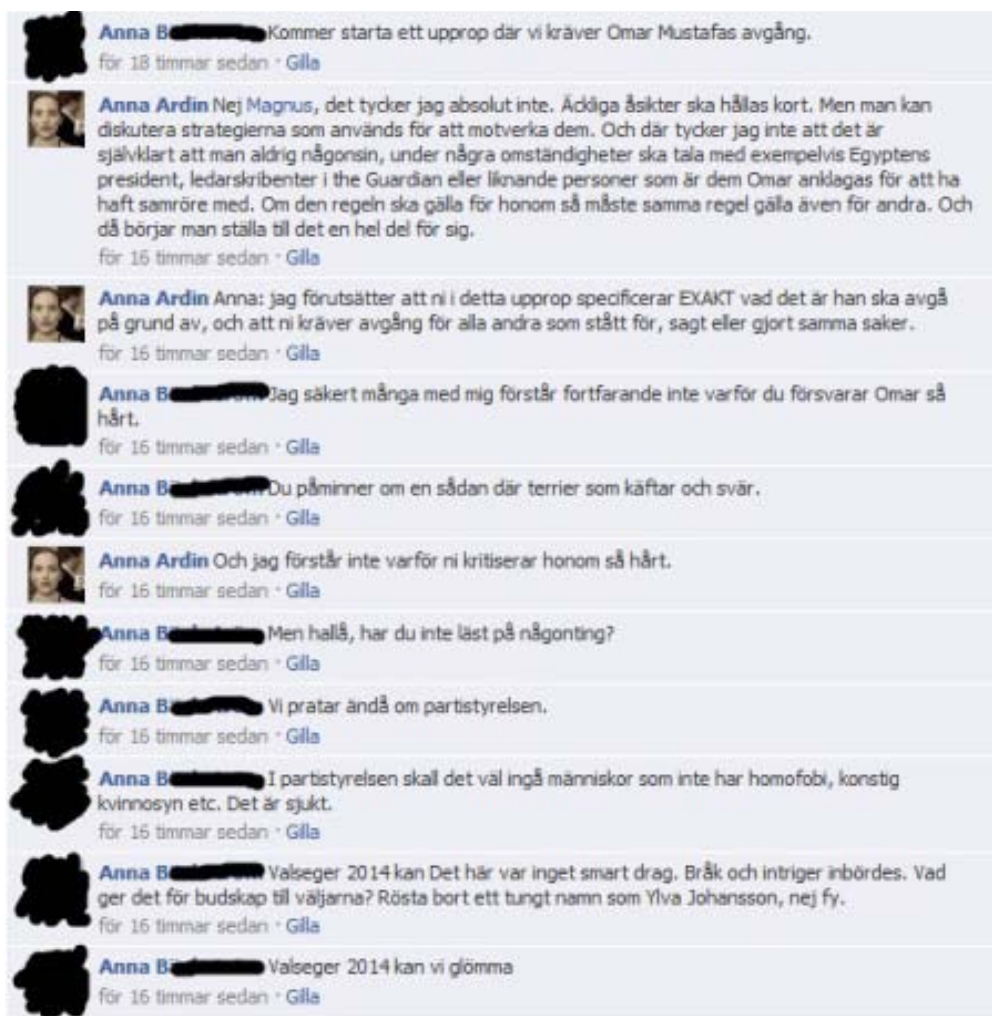 Anna B Kommer starta ett upprop där vi kräver Omar Mustafas avgång.
för 18 timmar sedan · Gilla
Anna Ardin Nej Magnus, det tycker jag absolut inte. Äckliga åsikter ska hållas kort. Men man kan
diskutera strategierna som används för att motverka dem. Och där tycker jag inte att det är
självklart att man aldrig någonsin, under några omständigheter ska tala med exempelvis Egyptens
president, ledarskribenter i the Guardian eller liknande personer som är dem Omar anklagas för att ha
haft samröre med. Om den regeln ska gälla för honom så måste samma regel gälla även för andra. Och
då börjar man ställa till det en hel del för sig.
för 16 timmar sedan · Gilla
Anna Ardin Anna: jag förutsätter att ni i detta upprop specificerar EXAKT vad det är han ska avgå
på grund av, och att ni kräver avgång för alla andra som stått för, sagt eller gjort samma saker.
för 16 timmar sedan · Gilla
Anna B Jag säkert många med mig förstår fortfarande inte varför du försvarar Omar så
hårt.
för 16 timmar sedan · Gilla
Anna B Du påminner om en sådan där terrier som käftar och svär.
för 16 timmar sedan · Gilla
Anna Ardin Och jag förstår inte varför ni kritiserar honom så hårt.
för 16 timmar sedan · Gilla
Anna B Men hallå, har du inte läst på någonting?
för 16 timmar sedan · Gilla
Anna B Vi pratar ändå om partistyrelsen.
för 16 timmar sedan · Gilla
Anna B I partistyrelsen skall det väl ingå människor som inte har homofobi, konstig
kvinnosyn etc. Det är sjukt.
för 16 timmar sedan · Gilla
Anna B Valseger 2014 kan Det här var inget smart drag. Bråk och intriger inbördes. Vad
ger det för budskap till väljarna? Rösta bort ett tungt namn som Ylva Johansson, nej fy.
för 16 timmar sedan · Gilla
Anna B Valseger 2014 kan vi glömma
för 16 timmar sedan · Gilla